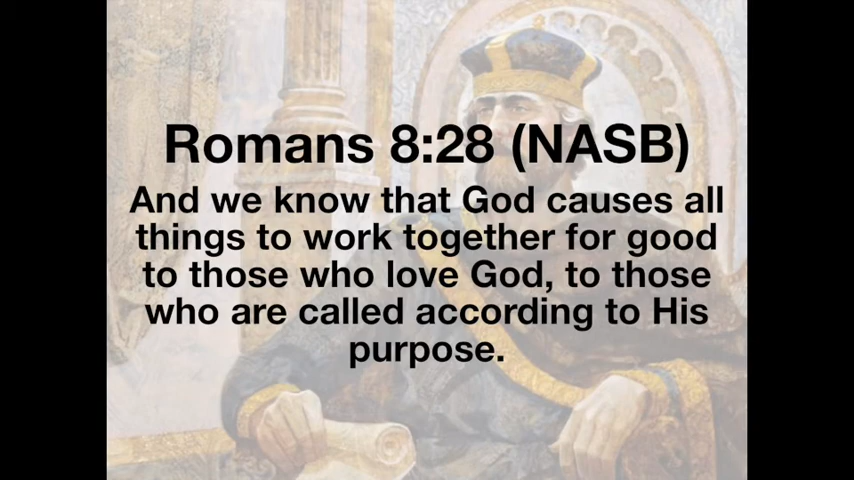 Romans 8:28 (NASB)
And we know that God causes all
things to work together for good
to those who love God, to those
who are called according to His
purpose.